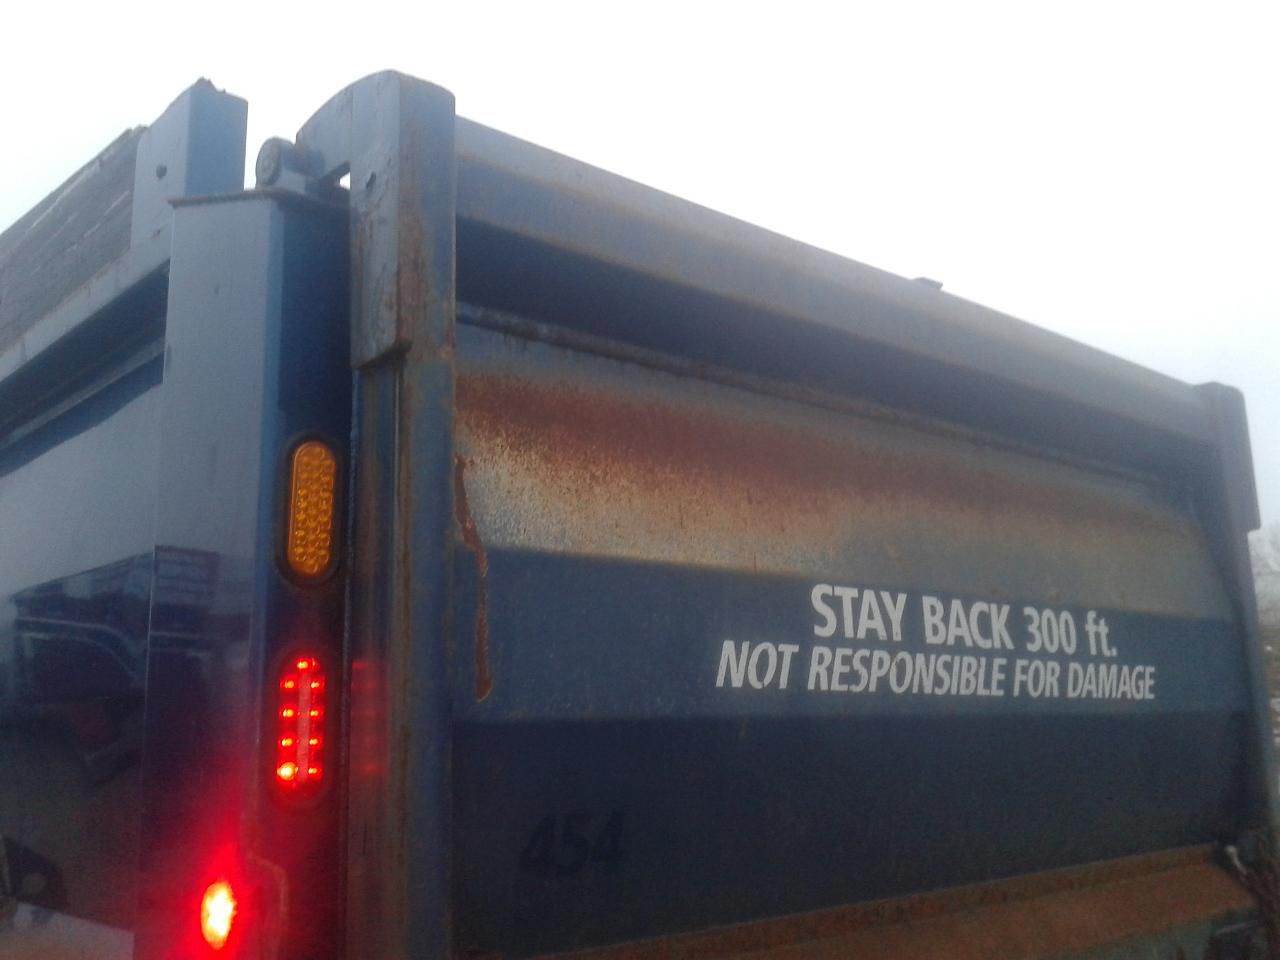 STAY BACK 300 ft.
NOT RESPONSIBLE FOR DAMAGE
454